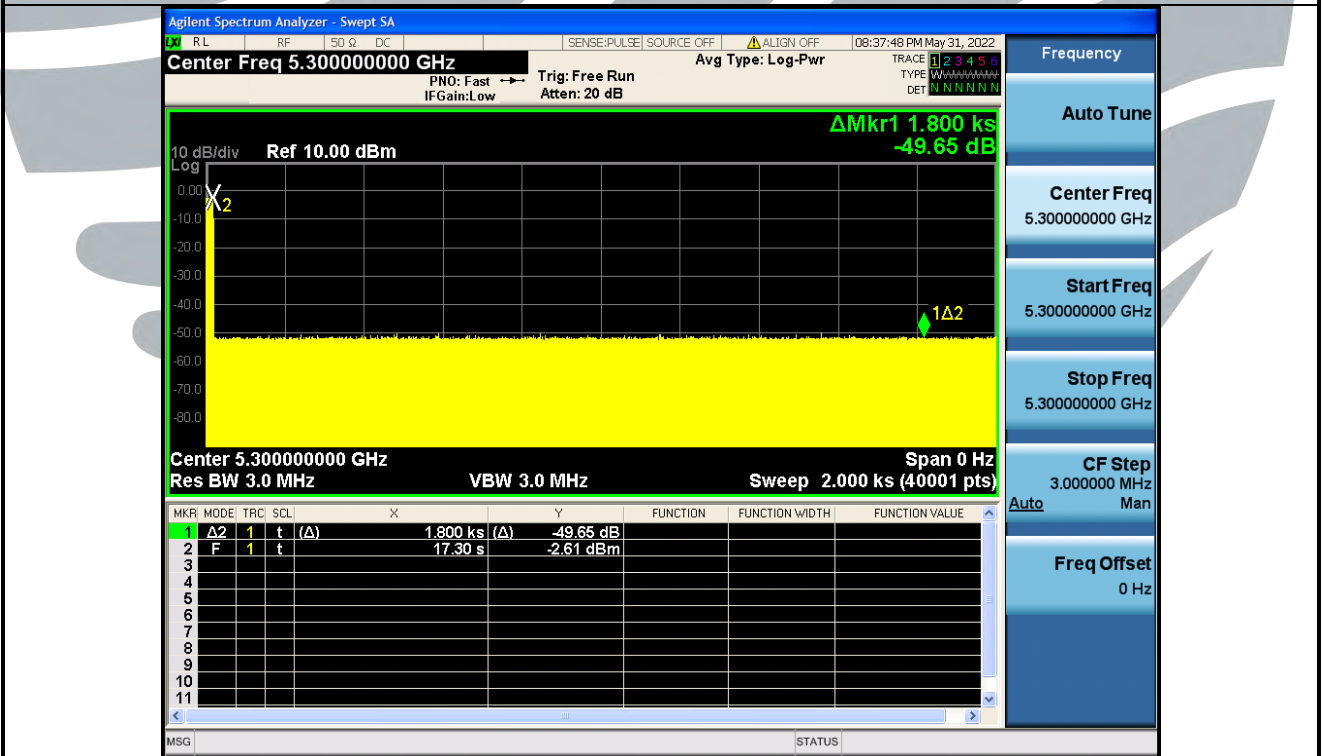 Agilent Spectrum Analyzer - Swept SA
LXI RL RF 50 Ω DC SENSE:PULSE SOURCE OFF ALIGN OFF 08:37:48 PM May 31, 2022
Center Freq 5.300000000 GHz
PNO: Fast
IFGain:Low
Trig: Free Run
Atten: 20 dB
Avg Type: Log-Pwr
TRACE 1 2 3 4 5 6
TYPE WWWWWW
DET N N N N N N
ΔMkr1 1.800 ks
-49.65 dB
10 dB/div Ref 10.00 dBm
Log
0.00
-10.0
-20.0
-30.0
-40.0
-50.0
-60.0
-70.0
-80.0
2
1Δ2
Center 5.300000000 GHz Span 0 Hz
Res BW 3.0 MHz VBW 3.0 MHz Sweep 2.000 ks (40001 pts)
MKR MODE TRC SCL X Y FUNCTION FUNCTION WIDTH FUNCTION VALUE
1 Δ2 1 t (Δ) 1.800 ks (Δ) -49.65 dB
2 F 1 t 17.30 s -2.61 dBm
3
4
5
6
7
8
9
10
11
MSG STATUS
Frequency
Auto Tune
Center Freq
5.300000000 GHz
Start Freq
5.300000000 GHz
Stop Freq
5.300000000 GHz
CF Step
3.000000 MHz
Auto Man
Freq Offset
0 Hz